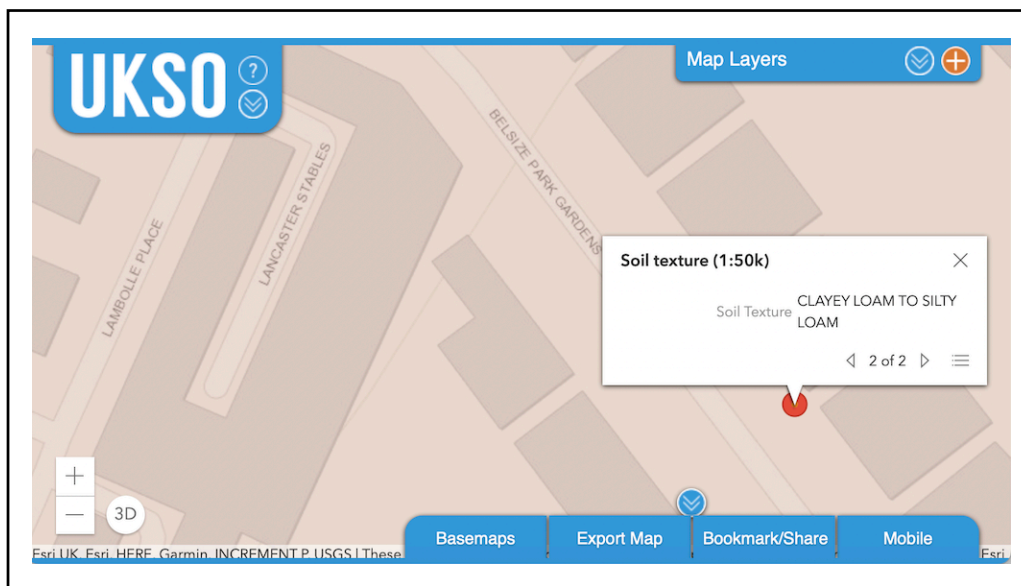 UKSO
?
Map Layers
BELSIZE PARK GARDENS
LANCASTER STABLES
LAMBOLLE PLACE
Soil texture (1:50k)
Soil Texture CLAYEY LOAM TO SILTY
LOAM
2 of 2
+
−
3D
Basemaps
Export Map
Bookmark/Share
Mobile
Esri UK, Esri, HERE, Garmin, INCREMENT P, USGS | These
Esri